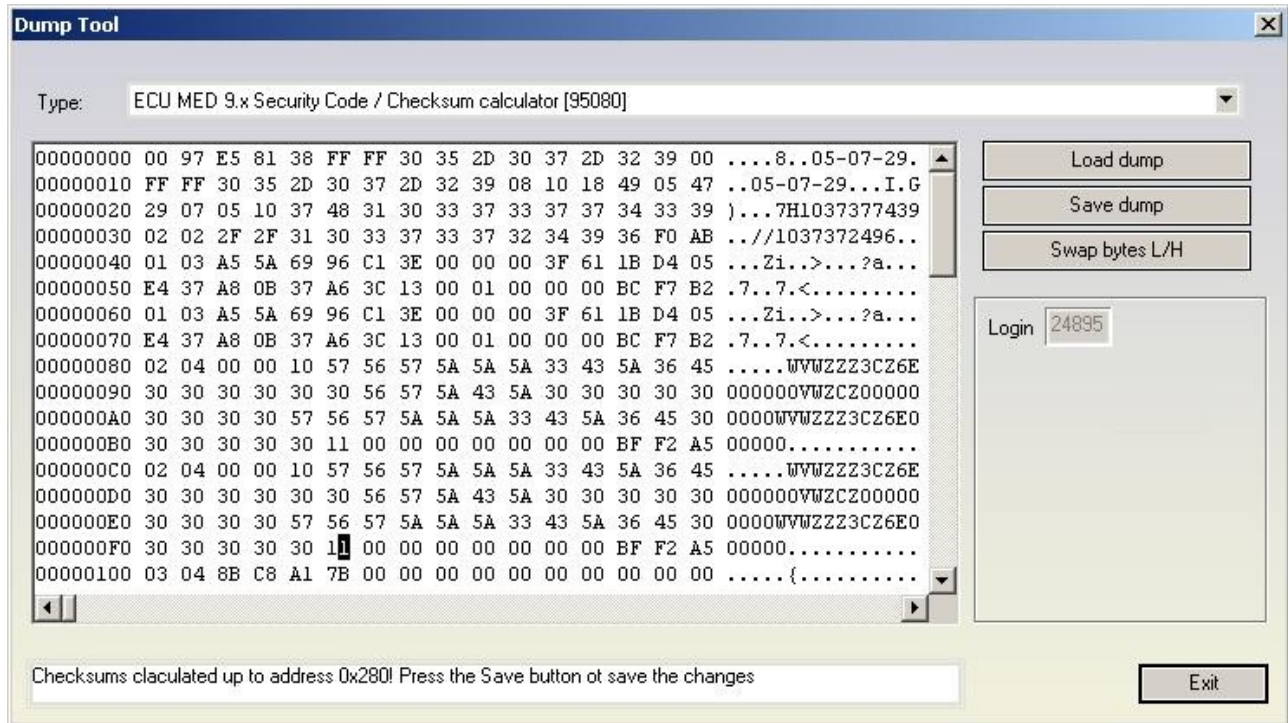 Dump Tool
Type: ECU MED 9.x Security Code / Checksum calculator [95080]
00000000 00 97 E5 81 38 FF FF 30 35 2D 30 37 2D 32 39 00 ....8..05-07-29.
00000010 FF FF 30 35 2D 30 37 2D 32 39 08 10 18 49 05 47 ..05-07-29...I.G
00000020 29 07 05 10 37 48 31 30 33 37 33 37 37 34 33 39 )...7H1037377439
00000030 02 02 2F 2F 31 30 33 37 33 37 32 34 39 36 F0 AB ..//1037372496..
00000040 01 03 A5 5A 69 96 C1 3E 00 00 00 3F 61 1B D4 05 ...Zi..>...?a...
00000050 E4 37 A8 0B 37 A6 3C 13 00 01 00 00 00 BC F7 B2 .7..7.<.........
00000060 01 03 A5 5A 69 96 C1 3E 00 00 00 3F 61 1B D4 05 ...Zi..>...?a...
00000070 E4 37 A8 0B 37 A6 3C 13 00 01 00 00 00 BC F7 B2 .7..7.<.........
00000080 02 04 00 00 10 57 56 57 5A 5A 5A 33 43 5A 36 45 .....WVWZZZ3CZ6E
00000090 30 30 30 30 30 30 56 57 5A 43 5A 30 30 30 30 30 000000VWZCZ00000
000000A0 30 30 30 30 57 56 57 5A 5A 5A 33 43 5A 36 45 30 0000WVWZZZ3CZ6E0
000000B0 30 30 30 30 30 11 00 00 00 00 00 00 00 BF F2 A5 00000...........
000000C0 02 04 00 00 10 57 56 57 5A 5A 5A 33 43 5A 36 45 .....WVWZZZ3CZ6E
000000D0 30 30 30 30 30 30 56 57 5A 43 5A 30 30 30 30 30 000000VWZCZ00000
000000E0 30 30 30 30 57 56 57 5A 5A 5A 33 43 5A 36 45 30 0000WVWZZZ3CZ6E0
000000F0 30 30 30 30 30 11 00 00 00 00 00 00 00 BF F2 A5 00000...........
00000100 03 04 8B C8 A1 7B 00 00 00 00 00 00 00 00 00 00 .....{..........
Load dump
Save dump
Swap bytes L/H
Login 24895
Checksums claculated up to address 0x280! Press the Save button ot save the changes
Exit